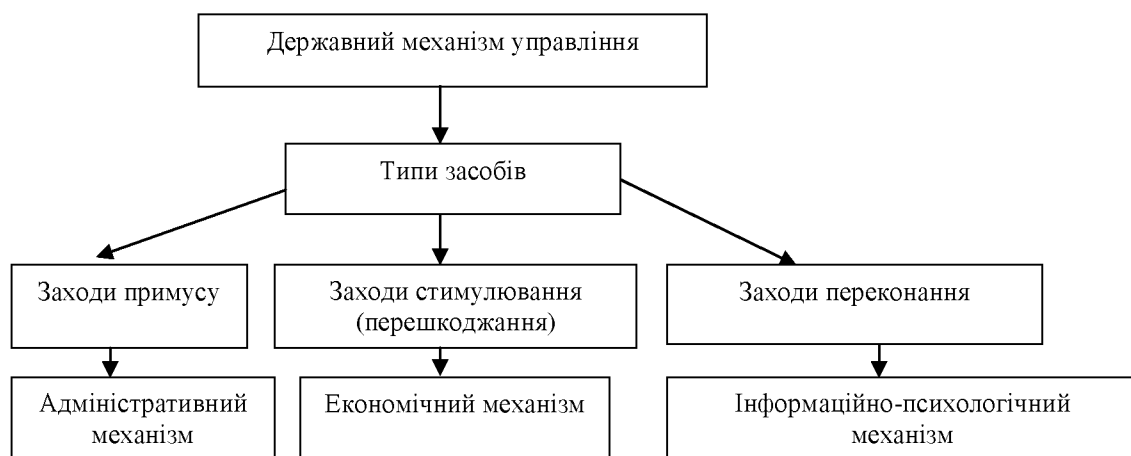 Державний механізм управління
Типи засобів
Заходи примусу
Заходи стимулювання
(перешкоджання)
Заходи переконання
Адміністративний
механізм
Економічний механізм
Інформаційно-психологічний
механізм